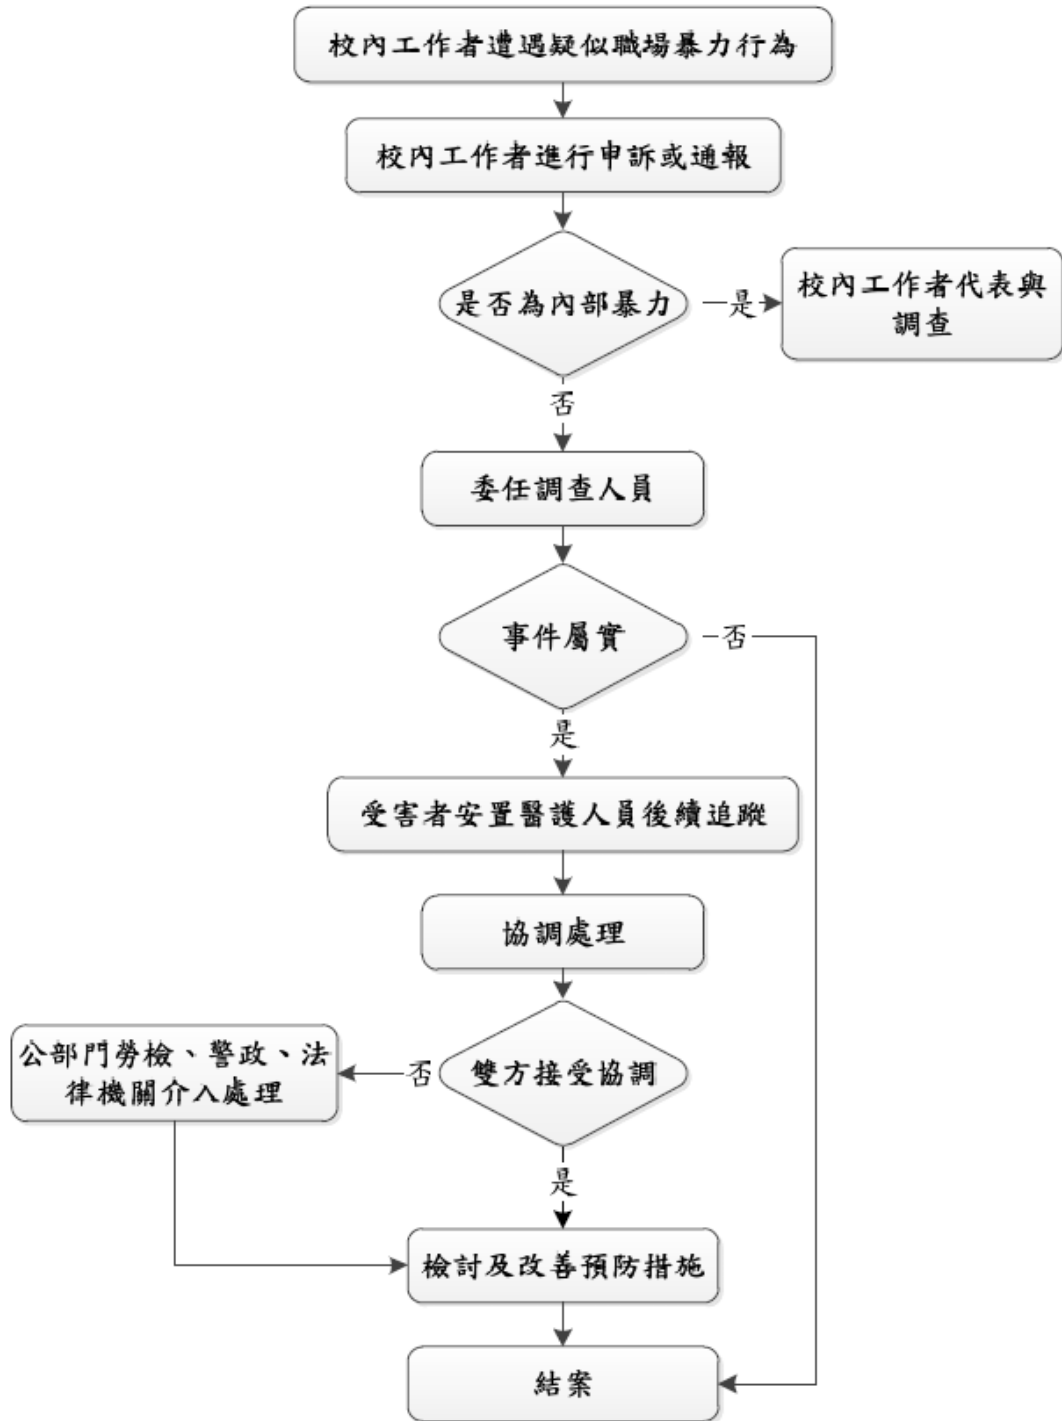 校內工作者遭遇疑似職場暴力行為
校內工作者進行申訴或通報
是否為內部暴力
是
校內工作者代表與
調查
否
委任調查人員
事件屬實
否
是
受害者安置醫護人員後續追蹤
協調處理
公部門勞檢、警政、法
律機關介入處理
否
雙方接受協調
是
檢討及改善預防措施
結案